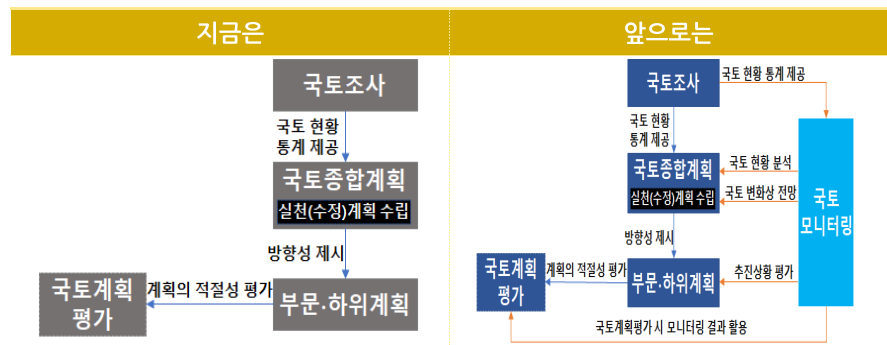 지금은
국토조사
국토 현황
통계 제공
국토종합계획
실천(수정)계획 수립
방향성 제시
국토계획
평가
계획의 적절성 평가
부문·하위계획
앞으로는
국토조사
국토 현황 통계 제공
국토 현황
통계 제공
국토종합계획
실천(수정)계획 수립
국토 현황 분석
국토 변화상 전망
국토
모니터링
방향성 제시
국토계획
평가
계획의 적절성 평가
부문·하위계획
추진상황 평가
국토계획평가 시 모니터링 결과 활용